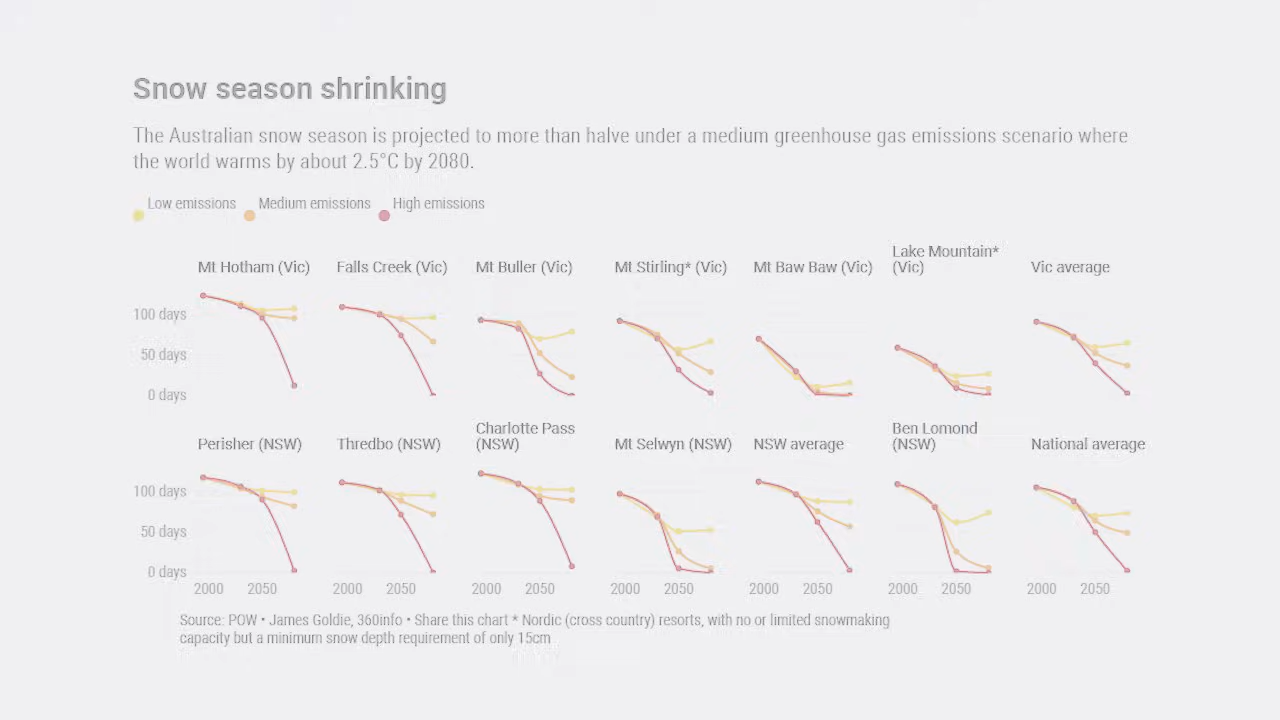 Snow season shrinking
The Australian snow season is projected to more than halve under a medium greenhouse gas emissions scenario where
the world warms by about 2.5°C by 2080.
Low emissions Medium emissions High emissions
Mt Hotham (Vic) Falls Creek (Vic) Mt Buller (Vic) Mt Stirling* (Vic) Mt Baw Baw (Vic) Lake Mountain*
(Vic) Vic average
100 days
50 days
0 days
Perisher (NSW) Thredbo (NSW) Charlotte Pass
(NSW) Mt Selwyn (NSW) NSW average Ben Lomond
(NSW) National average
100 days
50 days
0 days
2000 2050 2000 2050 2000 2050 2000 2050 2000 2050 2000 2050 2000 2050
Source: POW • James Goldie, 360info • Share this chart * Nordic (cross country) resorts, with no or limited snowmaking
capacity but a minimum snow depth requirement of only 15cm